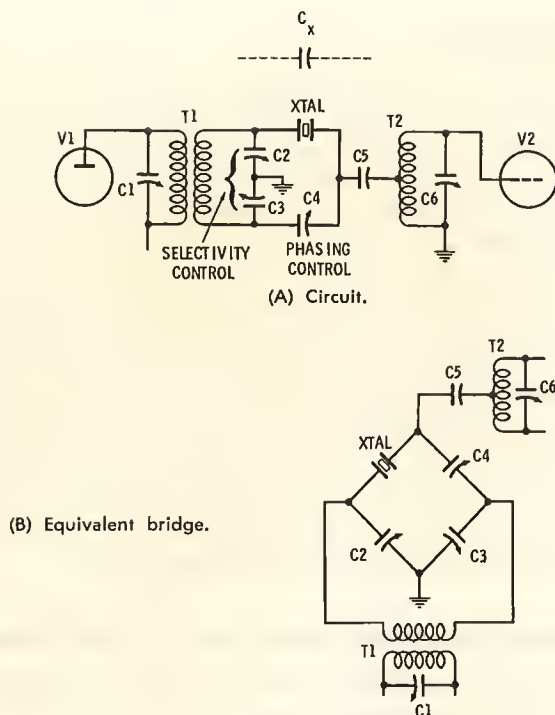 Cx
XTAL
T1
T2
V1
V2
C1
C2
C3
C4
C5
C6
SELECTIVITY
CONTROL
PHASING
CONTROL
(A) Circuit.
T2
C5
C6
XTAL
C4
(B) Equivalent bridge.
C2
C3
T1
C1